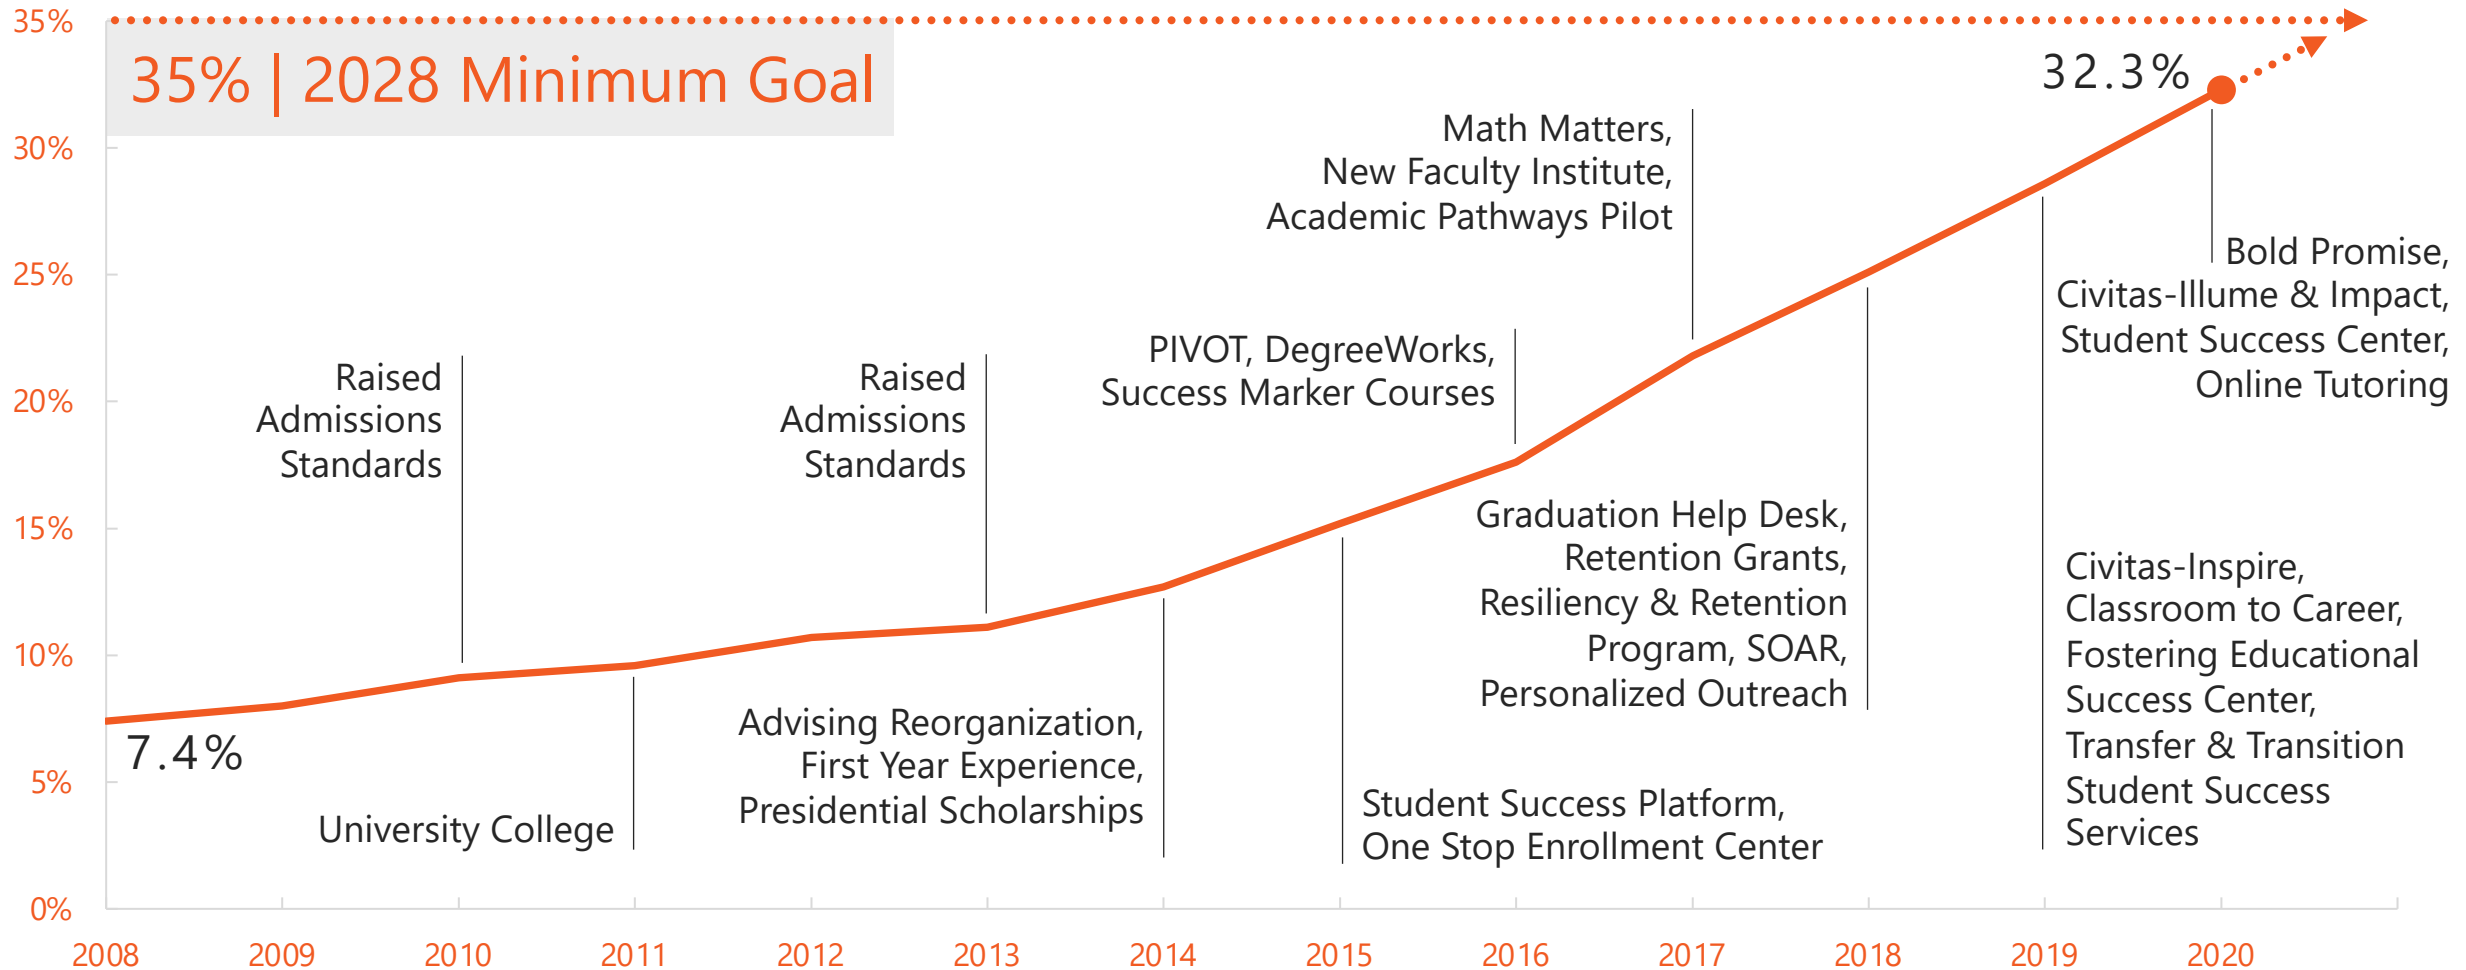 35%
35% | 2028 Minimum Goal
32.3%
30%
Math Matters,
New Faculty Institute,
Academic Pathways Pilot
25%
Bold Promise,
Civitas-Illume & Impact,
Student Success Center,
Online Tutoring
PIVOT, DegreeWorks,
Success Marker Courses
Raised
Admissions
Standards
Raised
Admissions
Standards
20%
15%
Graduation Help Desk,
Retention Grants,
Resiliency & Retention
Program, SOAR,
Personalized Outreach
Civitas-Inspire,
Classroom to Career,
Fostering Educational
Success Center,
Transfer & Transition
Student Success
Services
10%
7.4%
Advising Reorganization,
First Year Experience,
Presidential Scholarships
5%
University College
Student Success Platform,
One Stop Enrollment Center
0%
2008 2009 2010 2011 2012 2013 2014 2015 2016 2017 2018 2019 2020